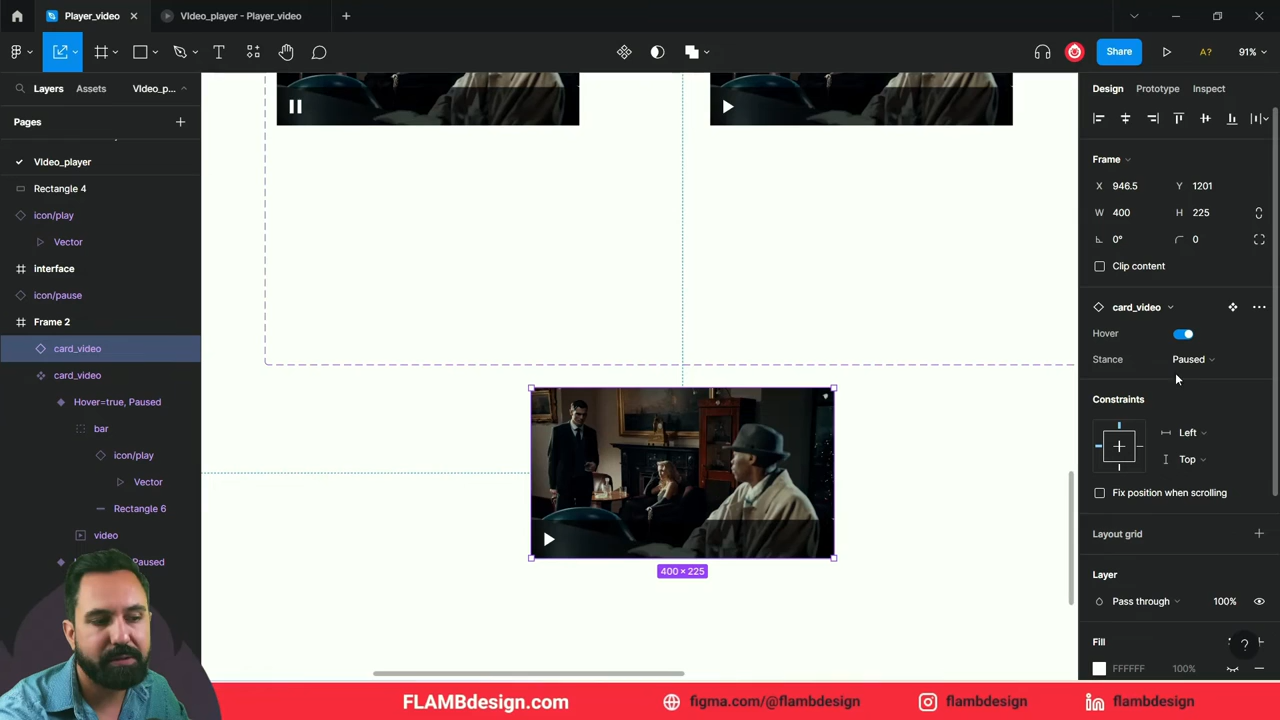 Player_video
VIdeo_player - Player_video
Share
A?
91%
Layers
Assets
VIdeo_p...
Pages
VIdeo_player
Rectangle 4
icon/play
Vector
interface
icon/pause
Frame 2
card_video
card_video
Hover=true, Paused
bar
icon/play
Vector
Rectangle 6
video
Paused
400 × 225
Design
Prototype
Inspect
Frame
X 946.5
Y 1201
W 400
H 225
0°
0
Clip content
card_video
Hover
Stance
Paused
Constraints
Left
Top
Fix position when scrolling
Layout grid
Layer
Pass through
100%
Fill
?
FFFFFF
100%
FLAMBdesign.com
figma.com/@flambdesign
flambdesign
flambdesign